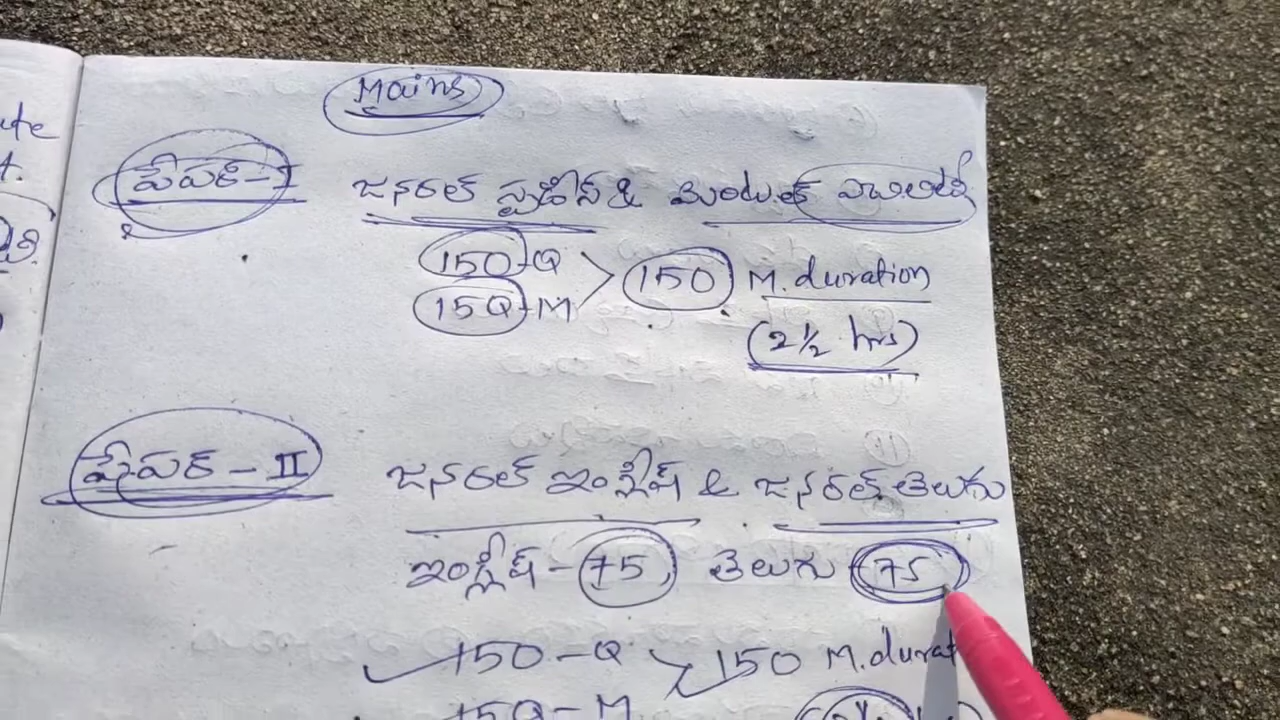 Mains
పేపర్-I జనరల్ స్టడీస్ & మెంటల్ ఎబిలిటీ
150-Q
150-M
150 M. duration
(2½ hrs)
పేపర్-II జనరల్ ఇంగ్లీష్ & జనరల్ తెలుగు
ఇంగ్లీష్-75 తెలుగు 75
150-Q
150-M
150 M.durat